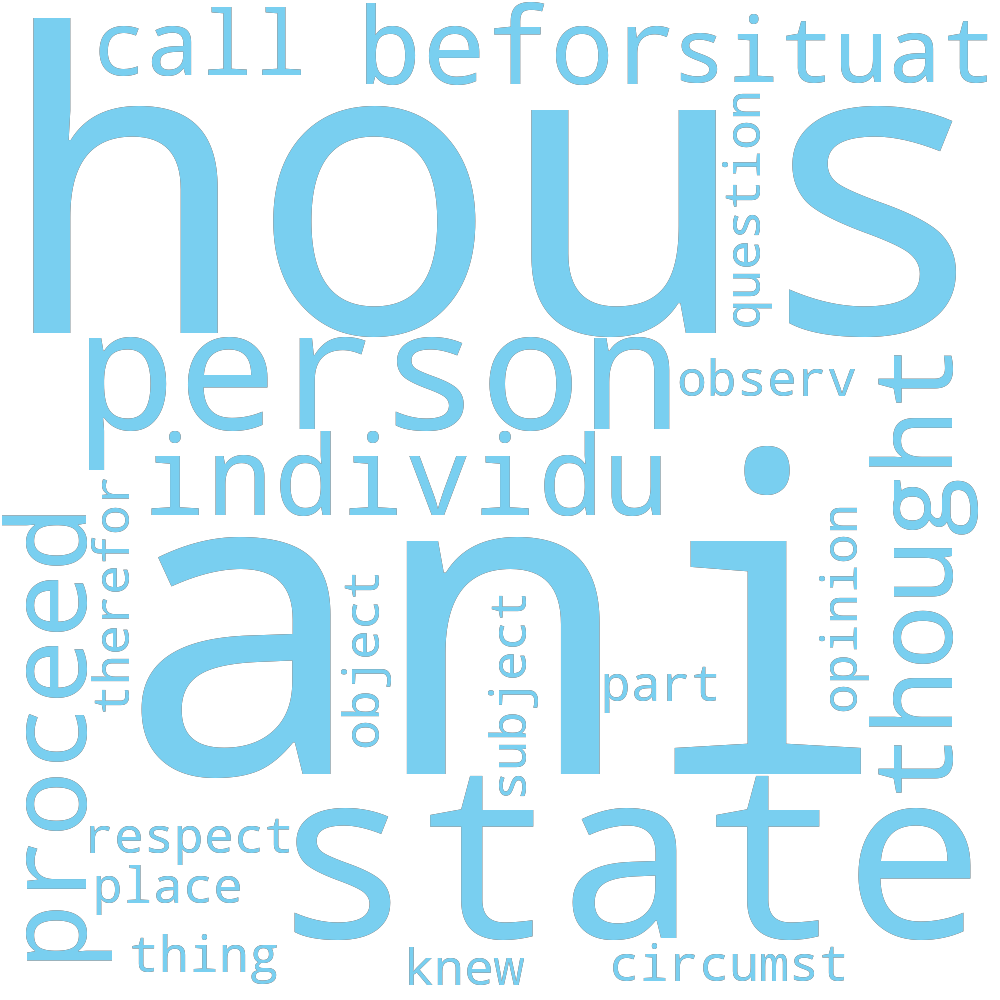 call
befor
situat
hous
question
person
observ
individu
thought
proceed
therefor
ani
object
subject
part
opinion
state
respect
place
thing
knew
circumst